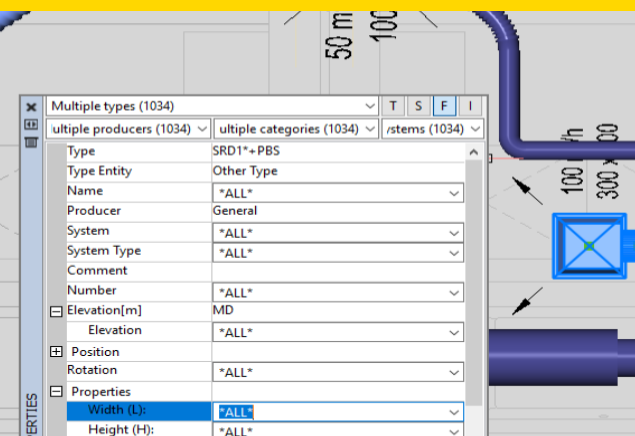 50 m
100
Multiple types (1034)
T S F I
ultiple producers (1034)
ultiple categories (1034)
stems (1034)
Type SRD1*+PBS
Type Entity Other Type
Name *ALL*
Producer General
System *ALL*
System Type *ALL*
Comment
Number *ALL*
Elevation[m] MD
Elevation *ALL*
Position
Rotation *ALL*
Properties
Width (L): *ALL*
Height (H): *ALL*
ERTIES
100
300 x